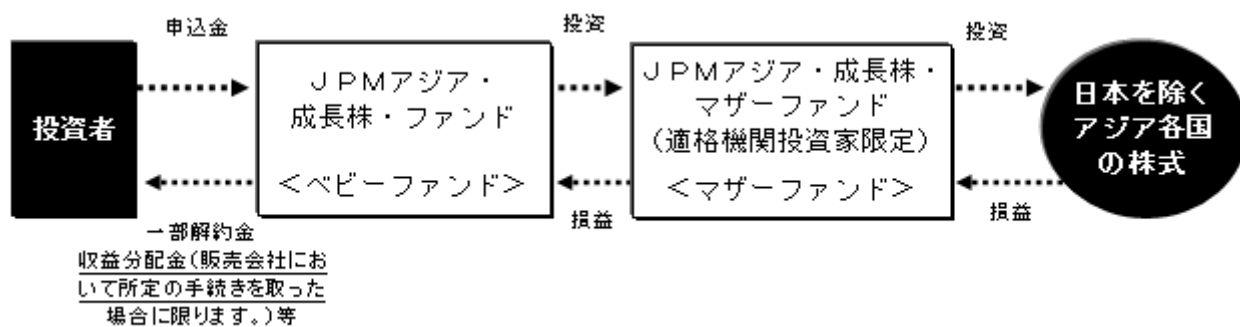 申込金
投資
投資
投資者
ＪＰＭアジア・
成長株・ファンド
＜ベビーファンド＞
ＪＰＭアジア・成長株・
マザーファンド
（適格機関投資家限定）
＜マザーファンド＞
日本を除く
アジア各国
の株式
損益
損益
一部解約金
収益分配金（販売会社にお
いて所定の手続きを取った
場合に限ります。）等